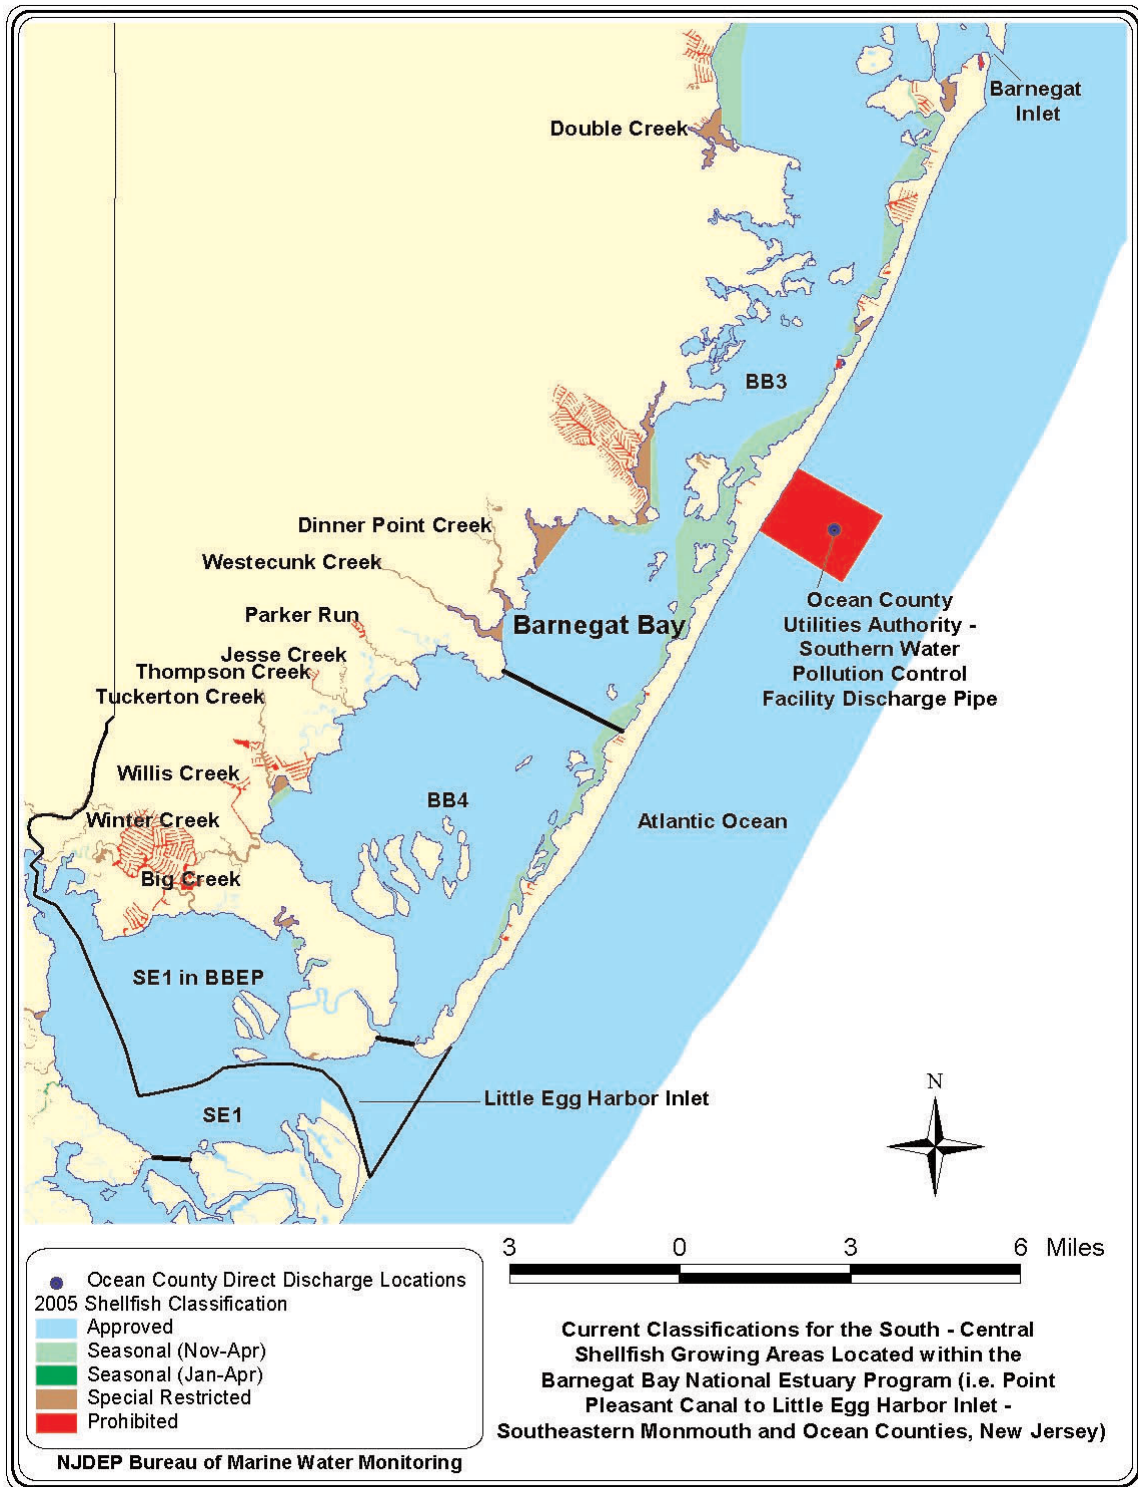 Barnegat
Inlet
Double Creek
BB3
Dinner Point Creek
Westecunk Creek
Ocean County
Utilities Authority -
Southern Water
Pollution Control
Facility Discharge Pipe
Parker Run
Barnegat Bay
Jesse Creek
Thompson Creek
Tuckerton Creek
Willis Creek
BB4
Winter Creek
Atlantic Ocean
Big Creek
SE1 in BBEP
Little Egg Harbor Inlet
SE1
N
3 0 3 6 Miles
Ocean County Direct Discharge Locations
2005 Shellfish Classification
Approved
Seasonal (Nov-Apr)
Seasonal (Jan-Apr)
Special Restricted
Prohibited
NJDEP Bureau of Marine Water Monitoring
Current Classifications for the South - Central
Shellfish Growing Areas Located within the
Barnegat Bay National Estuary Program (i.e. Point
Pleasant Canal to Little Egg Harbor Inlet -
Southeastern Monmouth and Ocean Counties, New Jersey)